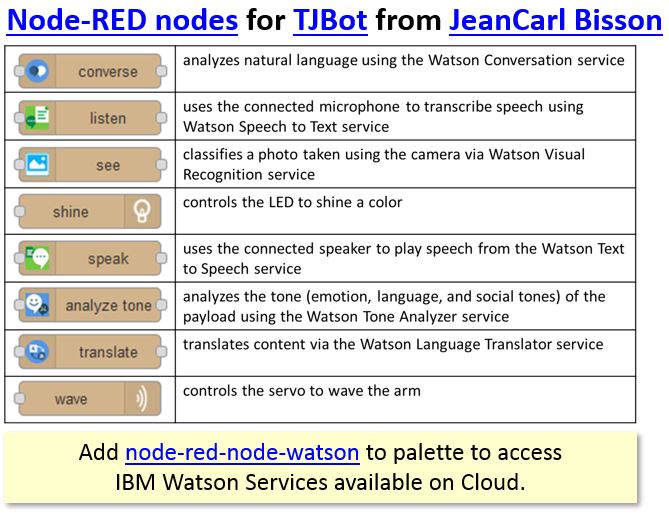 Node-RED nodes for TJBot from JeanCarl Bisson
converse
analyzes natural language using the Watson Conversation service
listen
uses the connected microphone to transcribe speech using
Watson Speech to Text service
see
classifies a photo taken using the camera via Watson Visual
Recognition service
shine
controls the LED to shine a color
speak
uses the connected speaker to play speech from the Watson Text
to Speech service
analyze tone
analyzes the tone (emotion, language, and social tones) of the
payload using the Watson Tone Analyzer service
translate
translates content via the Watson Language Translator service
wave
controls the servo to wave the arm
Add node-red-node-watson to palette to access
IBM Watson Services available on Cloud.